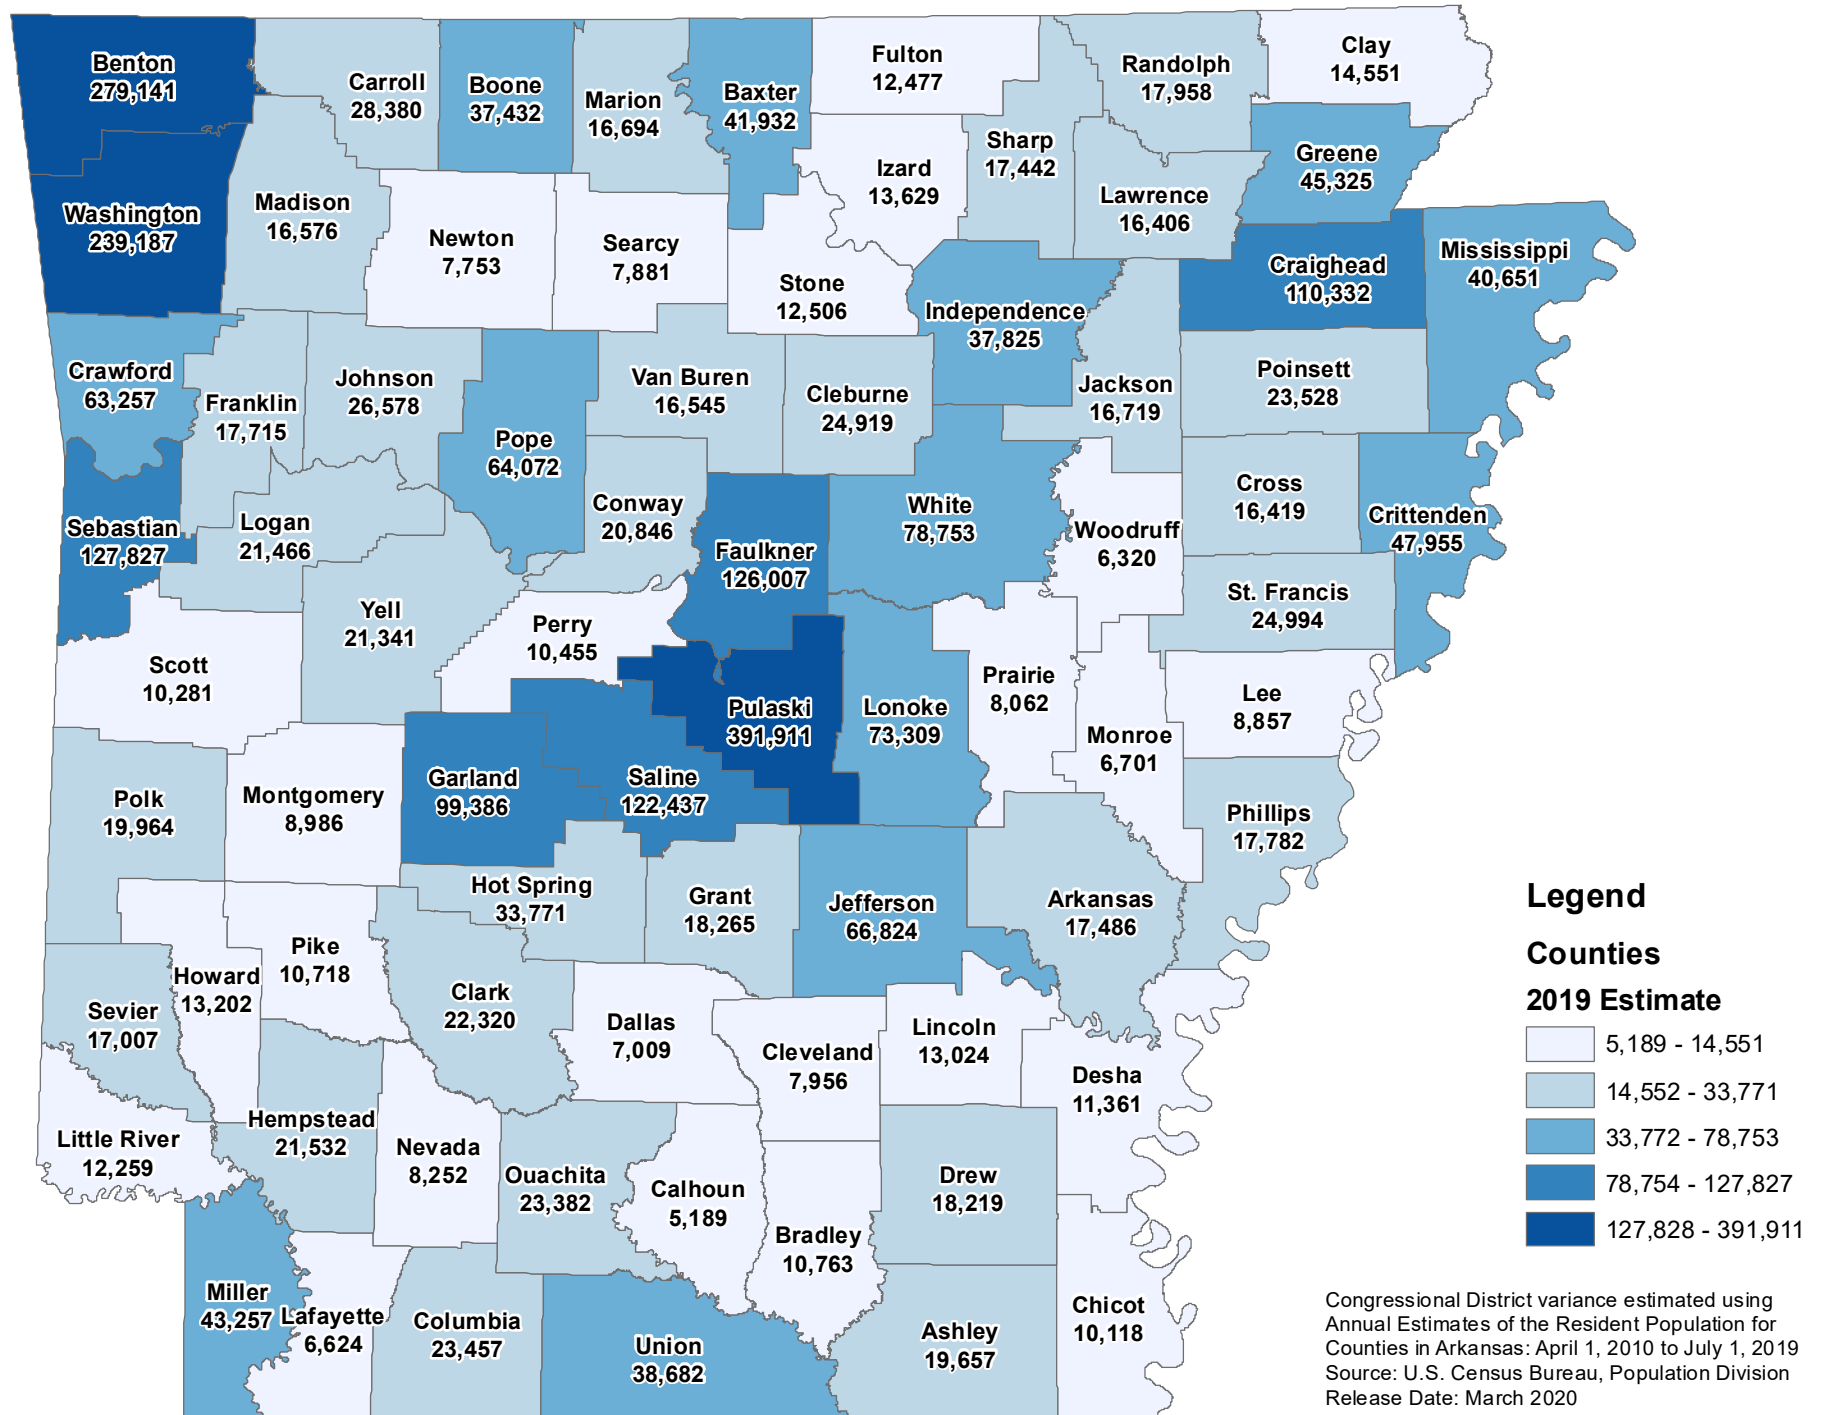 Benton
279,141
Carroll
28,380
Boone
37,432
Marion
16,694
Baxter
41,932
Fulton
12,477
Randolph
17,958
Clay
14,551
Sharp
17,442
Izard
13,629
Greene
45,325
Lawrence
16,406
Washington
239,187
Madison
16,576
Newton
7,753
Searcy
7,881
Stone
12,506
Independence
37,825
Craighead
110,332
Mississippi
40,651
Crawford
63,257
Franklin
17,715
Johnson
26,578
Pope
64,072
Van Buren
16,545
Cleburne
24,919
Jackson
16,719
Poinsett
23,528
Sebastian
127,827
Logan
21,466
Conway
20,846
Faulkner
126,007
White
78,753
Woodruff
6,320
Cross
16,419
Crittenden
47,955
Yell
21,341
Perry
10,455
St. Francis
24,994
Scott
10,281
Pulaski
391,911
Lonoke
73,309
Prairie
8,062
Monroe
6,701
Lee
8,857
Polk
19,964
Montgomery
8,986
Garland
99,386
Saline
122,437
Phillips
17,782
Hot Spring
33,771
Grant
18,265
Jefferson
66,824
Arkansas
17,486
Pike
10,718
Howard
13,202
Sevier
17,007
Clark
22,320
Dallas
7,009
Cleveland
7,956
Lincoln
13,024
Desha
11,361
Little River
12,259
Hempstead
21,532
Nevada
8,252
Ouachita
23,382
Calhoun
5,189
Bradley
10,763
Drew
18,219
Miller
43,257
Lafayette
6,624
Columbia
23,457
Union
38,682
Ashley
19,657
Chicot
10,118
Legend
Counties
2019 Estimate
5,189 - 14,551
14,552 - 33,771
33,772 - 78,753
78,754 - 127,827
127,828 - 391,911
Congressional District variance estimated using
Annual Estimates of the Resident Population for
Counties in Arkansas: April 1, 2010 to July 1, 2019
Source: U.S. Census Bureau, Population Division
Release Date: March 2020